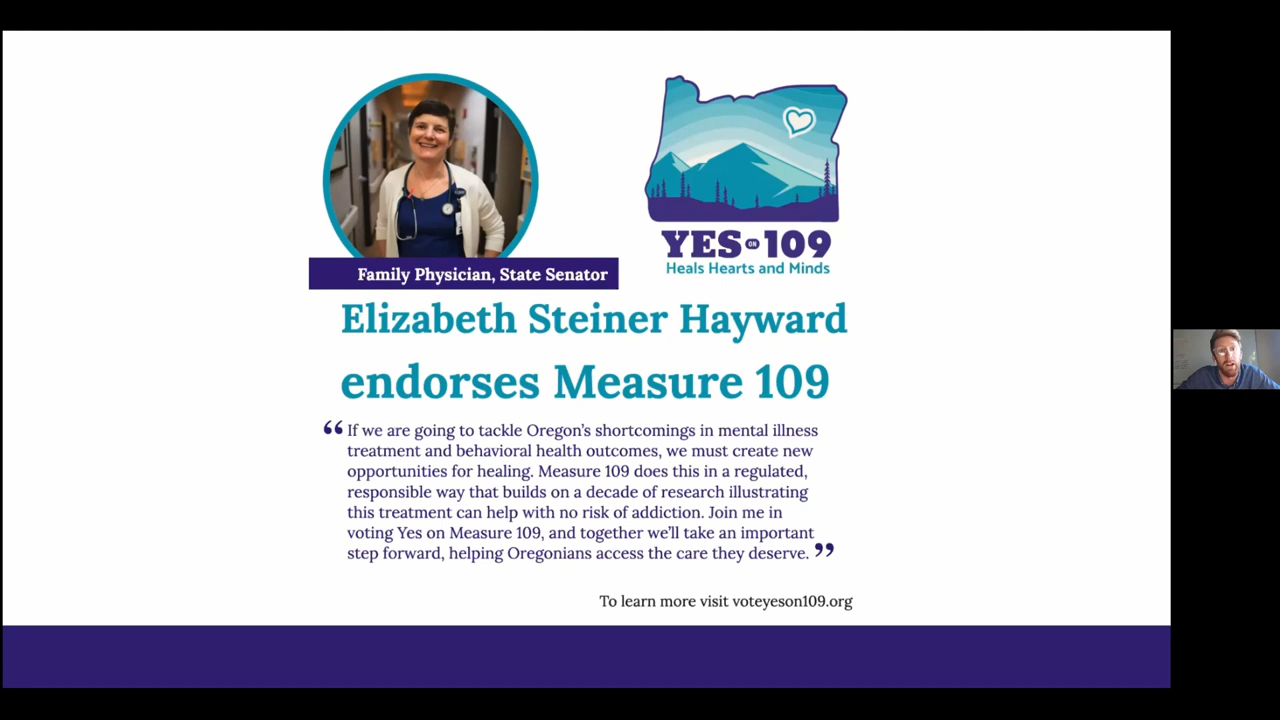 YES ON 109
Heals Hearts and Minds
Family Physician, State Senator
Elizabeth Steiner Hayward
endorses Measure 109
“ If we are going to tackle Oregon’s shortcomings in mental illness
treatment and behavioral health outcomes, we must create new
opportunities for healing. Measure 109 does this in a regulated,
responsible way that builds on a decade of research illustrating
this treatment can help with no risk of addiction. Join me in
voting Yes on Measure 109, and together we’ll take an important
step forward, helping Oregonians access the care they deserve. ”
To learn more visit voteyeson109.org